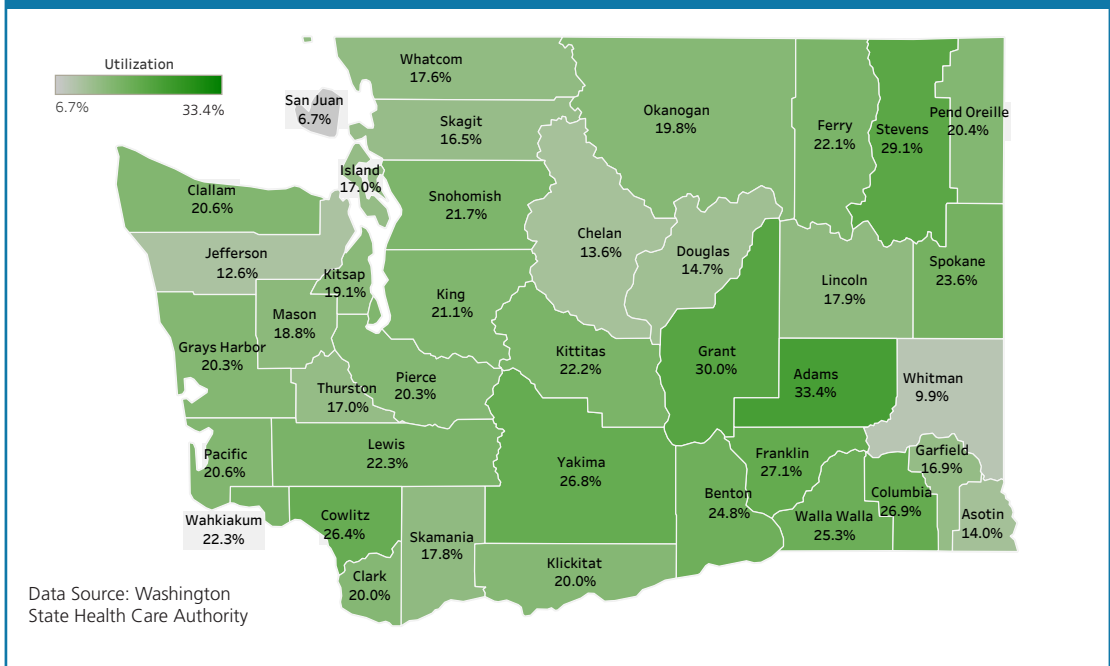 Utilization
6.7%
33.4%
Whatcom
17.6%
San Juan
6.7%
Skagit
16.5%
Okanogan
19.8%
Ferry
22.1%
Stevens
29.1%
Pend Oreille
20.4%
Island
17.0%
Clallam
20.6%
Snohomish
21.7%
Chelan
13.6%
Douglas
14.7%
Jefferson
12.6%
Kitsap
19.1%
King
21.1%
Lincoln
17.9%
Spokane
23.6%
Mason
18.8%
Grays Harbor
20.3%
Kittitas
22.2%
Grant
30.0%
Adams
33.4%
Whitman
9.9%
Thurston
17.0%
Pierce
20.3%
Lewis
22.3%
Pacific
20.6%
Yakima
26.8%
Franklin
27.1%
Garfield
16.9%
Benton
24.8%
Columbia
26.9%
Walla Walla
25.3%
Asotin
14.0%
Wahkiakum
22.3%
Cowlitz
26.4%
Skamania
17.8%
Klickitat
20.0%
Clark
20.0%
Data Source: Washington
State Health Care Authority